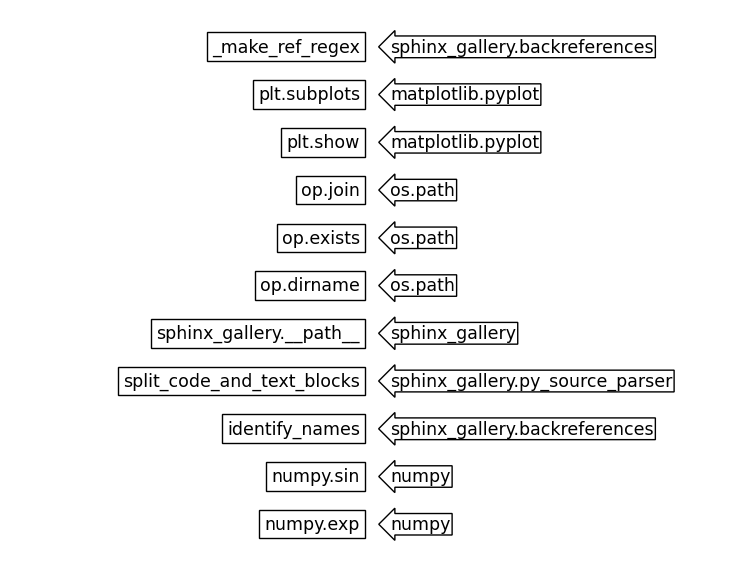 _make_ref_regex sphinx_gallery.backreferences
plt.subplots matplotlib.pyplot
plt.show matplotlib.pyplot
op.join os.path
op.exists os.path
op.dirname os.path
sphinx_gallery.__path__ sphinx_gallery
split_code_and_text_blocks sphinx_gallery.py_source_parser
identify_names sphinx_gallery.backreferences
numpy.sin numpy
numpy.exp numpy